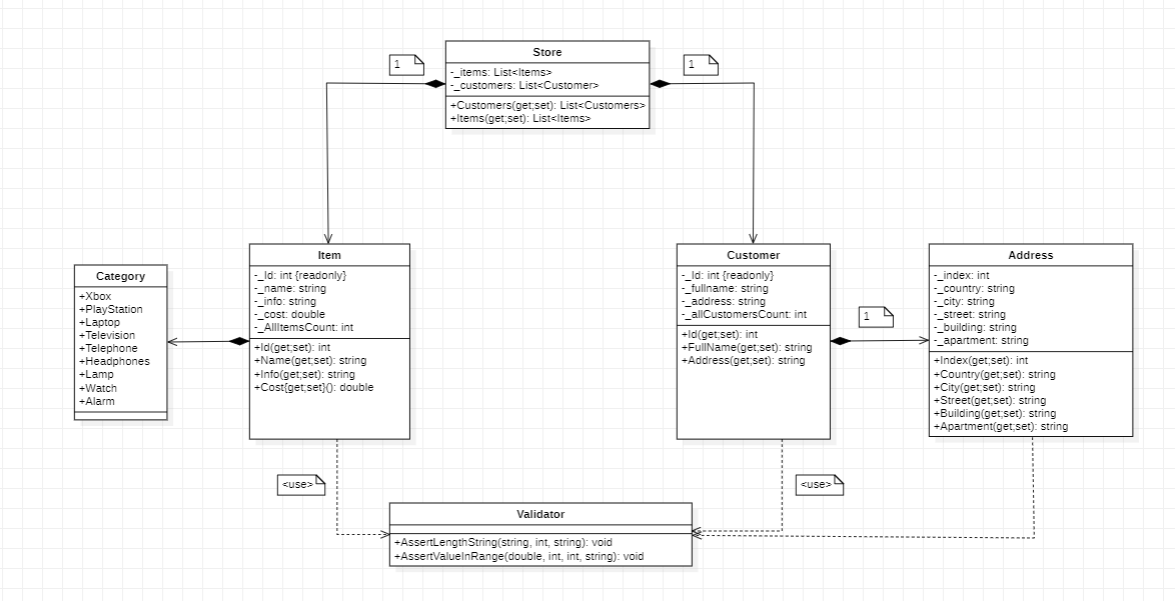 1
1
Store
-_items: List<Items>
-_customers: List<Customer>
+Customers(get;set): List<Customers>
+Items(get;set): List<Items>
Category
+Xbox
+PlayStation
+Laptop
+Television
+Telephone
+Headphones
+Lamp
+Watch
+Alarm
Item
-_Id: int {readonly}
-_name: string
-_info: string
-_cost: double
-_AllItemsCount: int
+Id(get;set): int
+Name(get;set): string
+Info(get;set): string
+Cost{get;set}(): double
Customer
-_Id: int {readonly}
-_fullname: string
-_address: string
-_allCustomersCount: int
+Id(get;set): int
+FullName(get;set): string
+Address(get;set): string
1
Address
-_index: int
-_country: string
-_city: string
-_street: string
-_building: string
-_apartment: string
+Index(get;set): int
+Country(get;set): string
+City(get;set): string
+Street(get;set): string
+Building(get;set): string
+Apartment(get;set): string
<use>
<use>
Validator
+AssertLengthString(string, int, string): void
+AssertValueInRange(double, int, int, string): void